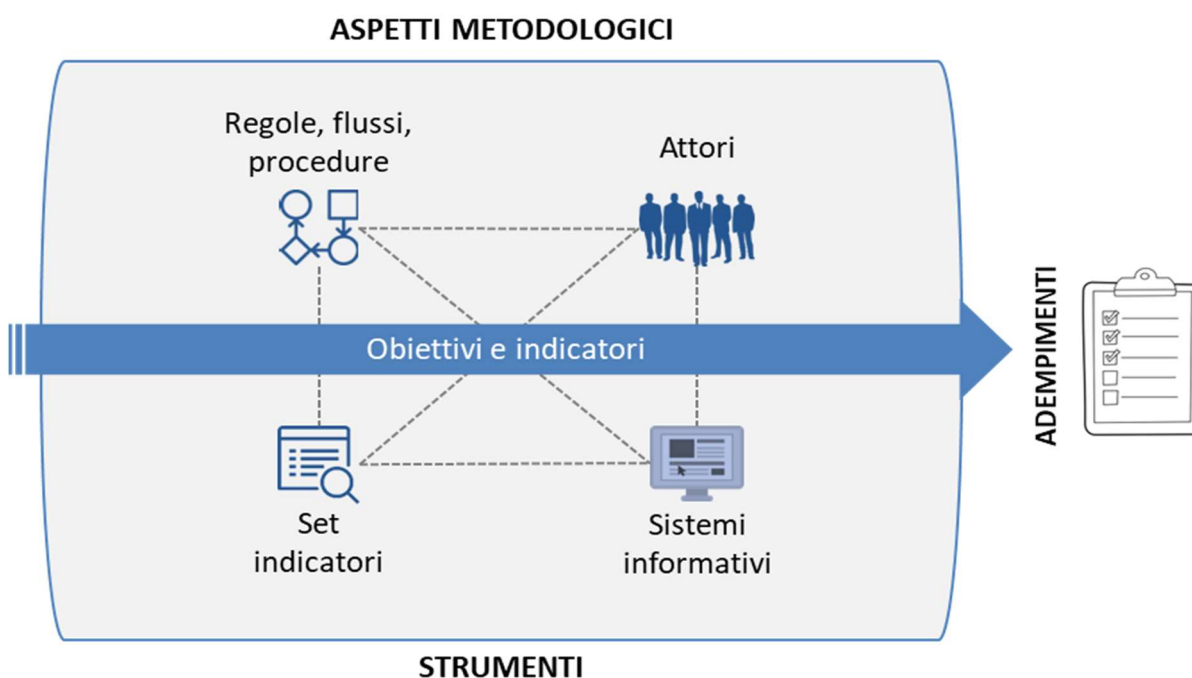 ASPETTI METODOLOGICI
Regole, flussi,
procedure
Attori
Obiettivi e indicatori
ADEMPIMENTI
Set
indicatori
Sistemi
informativi
STRUMENTI